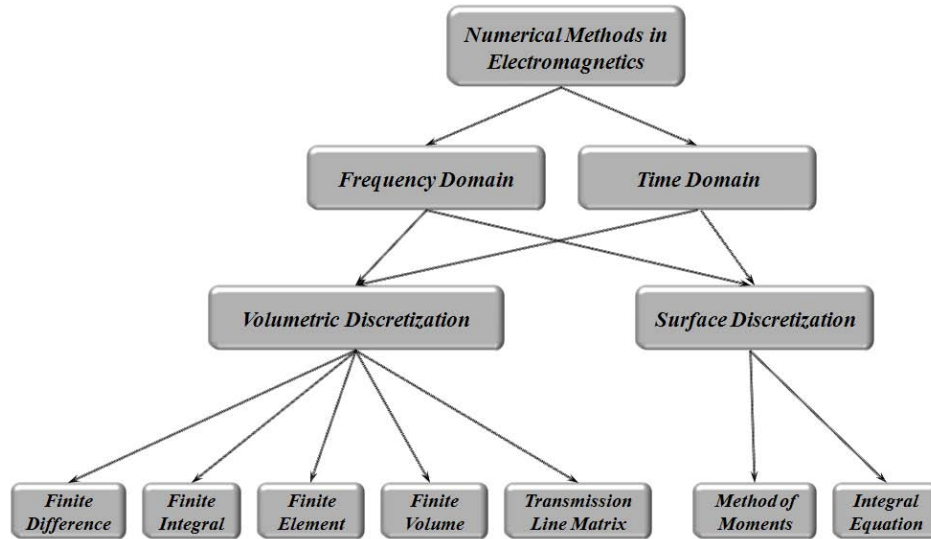 Numerical Methods in
Electromagnetics
Frequency Domain
Time Domain
Volumetric Discretization
Surface Discretization
Finite
Difference
Finite
Integral
Finite
Element
Finite
Volume
Transmission
Line Matrix
Method of
Moments
Integral
Equation